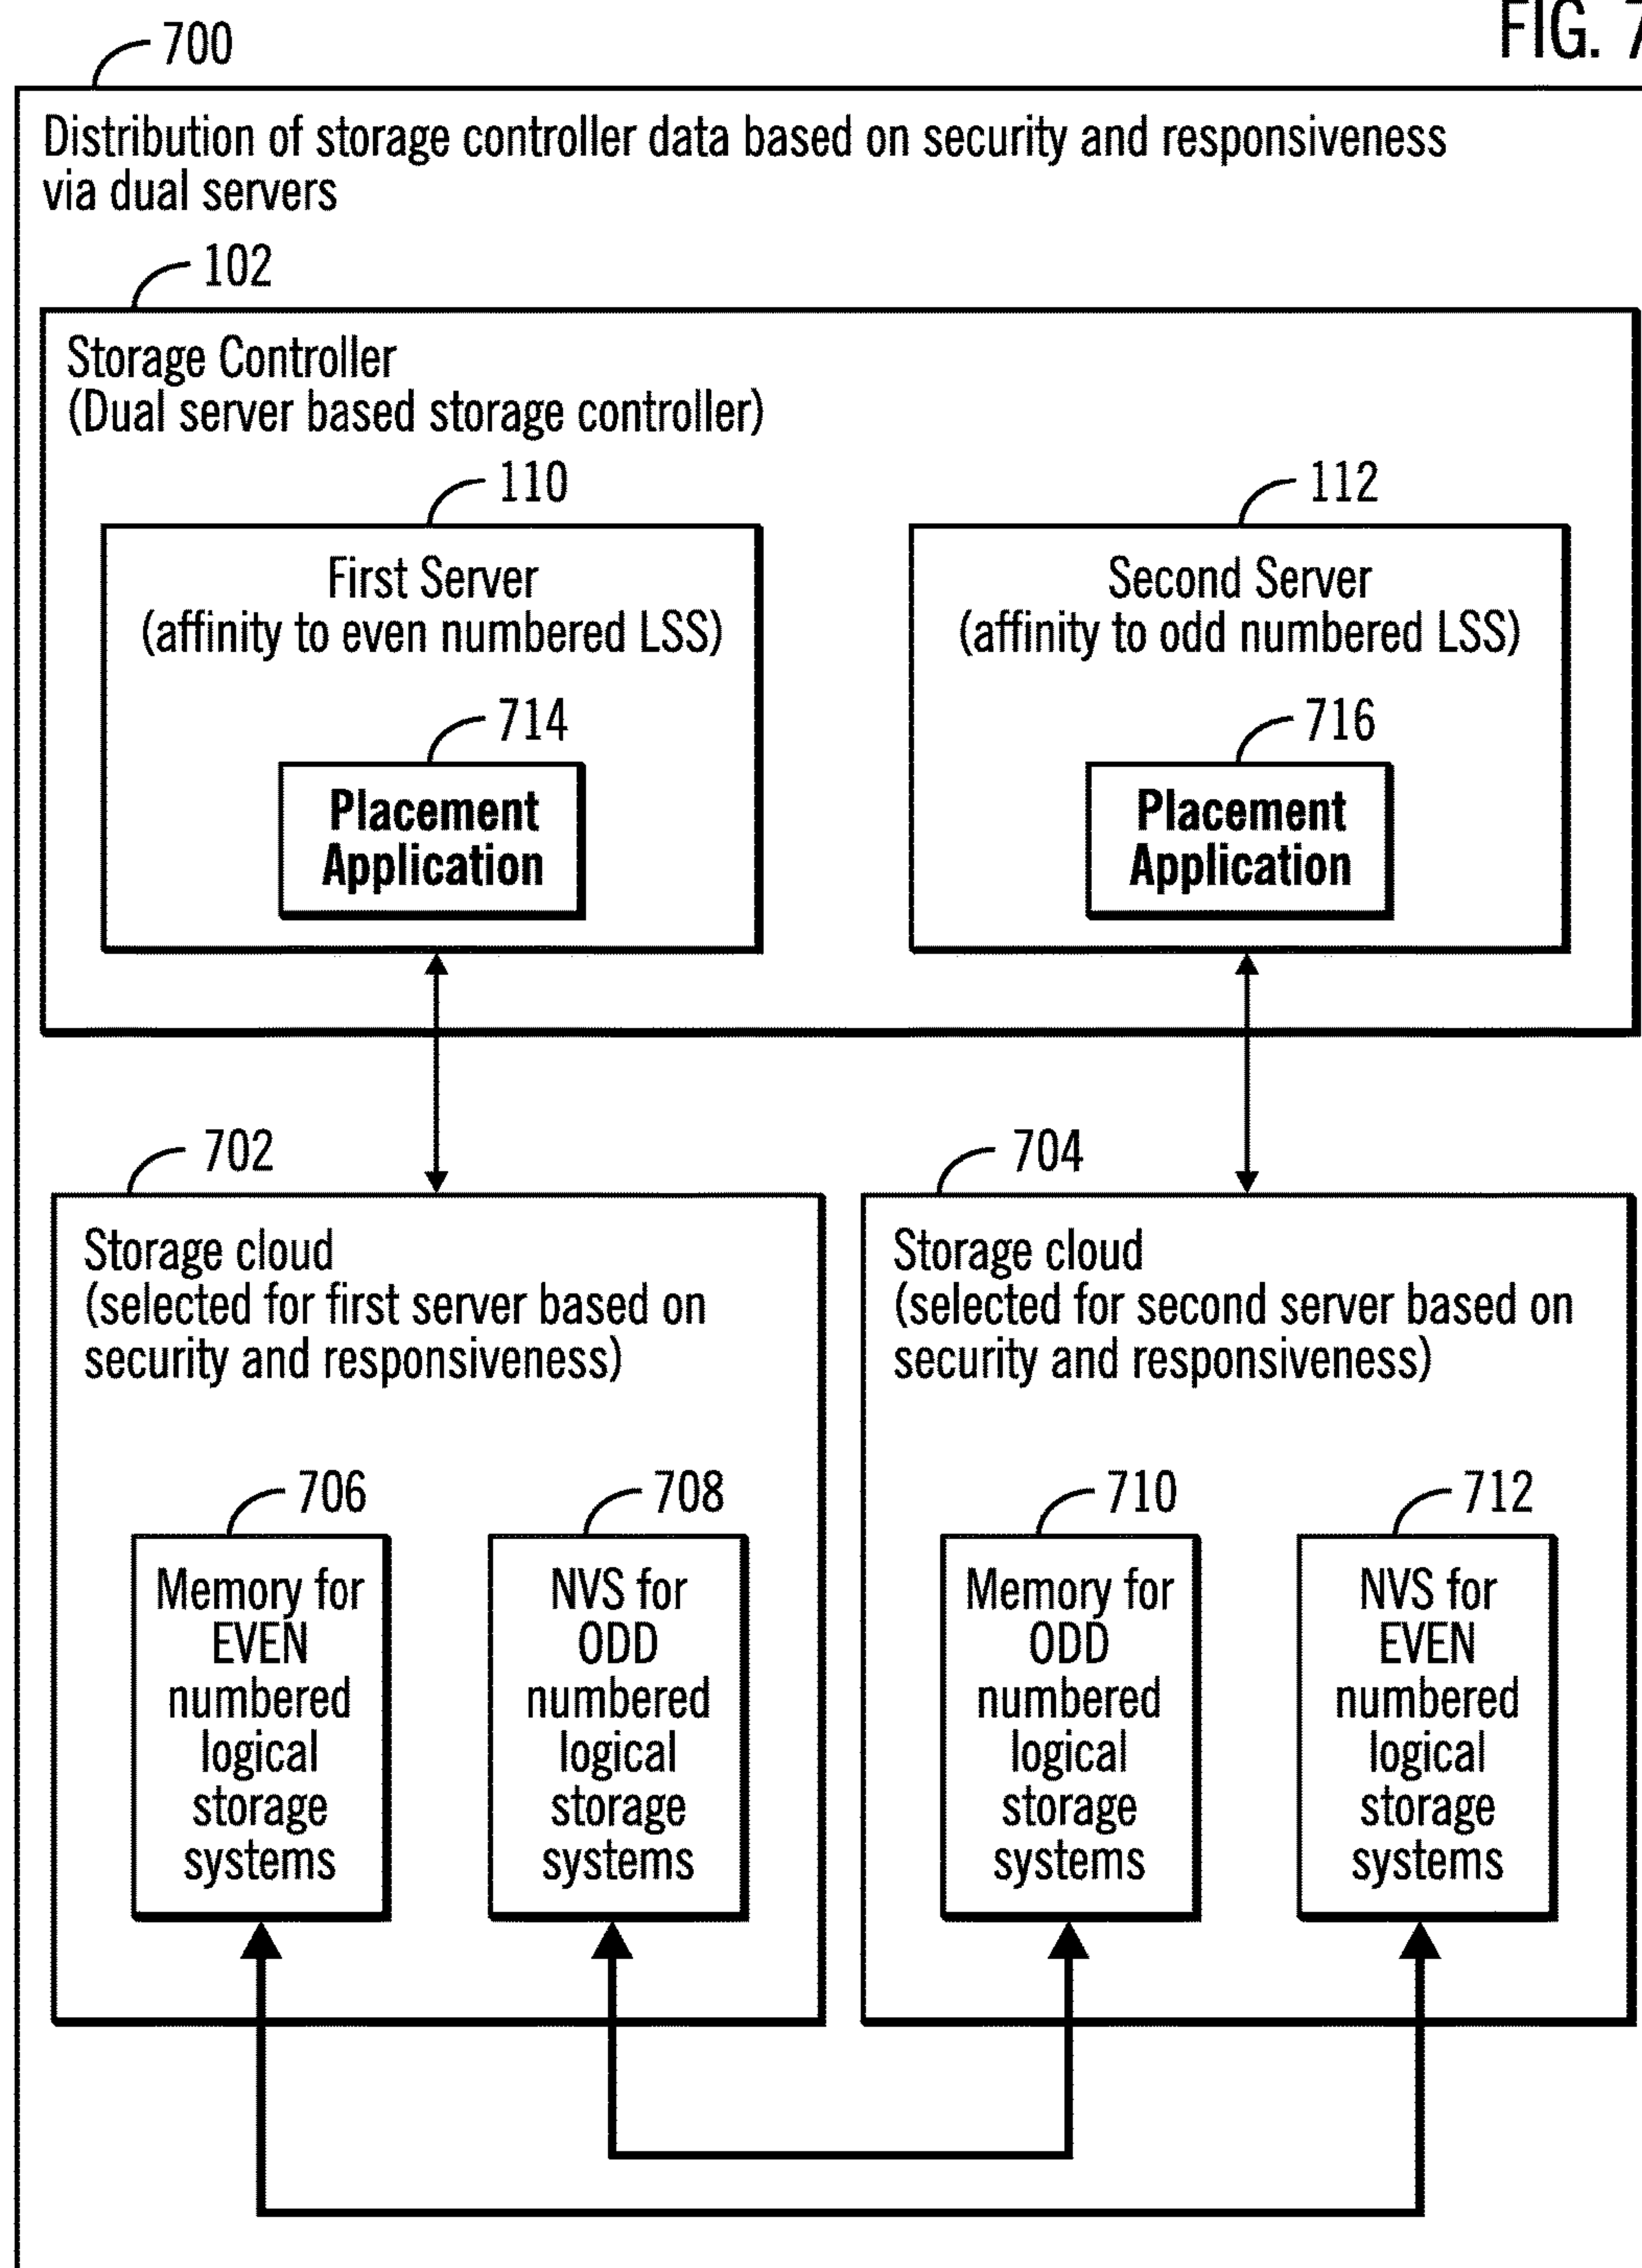 FIG. 7
700
Distribution of storage controller data based on security and responsiveness
via dual servers
102
Storage Controller
(Dual server based storage controller)
110
First Server
(affinity to even numbered LSS)
714
Placement
Application
112
Second Server
(affinity to odd numbered LSS)
716
Placement
Application
702
Storage cloud
(selected for first server based on
security and responsiveness)
706
Memory for
EVEN
numbered
logical
storage
systems
708
NVS for
ODD
numbered
logical
storage
systems
704
Storage cloud
(selected for second server based on
security and responsiveness)
710
Memory for
ODD
numbered
logical
storage
systems
712
NVS for
EVEN
numbered
logical
storage
systems